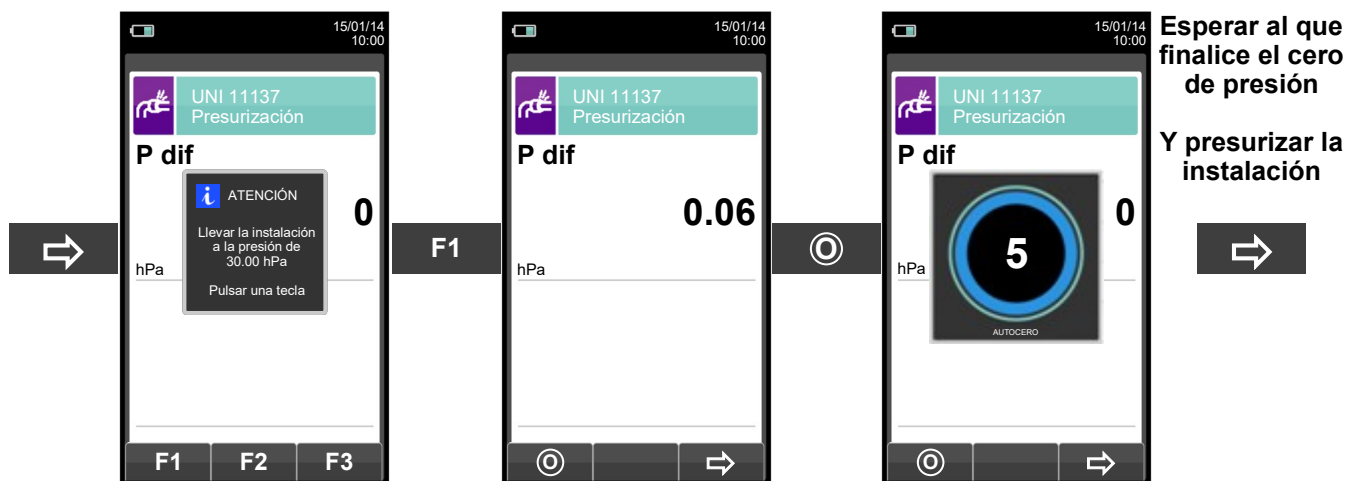 15/01/14
10:00
UNI 11137
Presurización
P dif
ATENCIÓN
Llevar la instalación
a la presión de
30.00 hPa
Pulsar una tecla
0
hPa
F1 F2 F3
F1
15/01/14
10:00
UNI 11137
Presurización
P dif
0.06
hPa
15/01/14
10:00
UNI 11137
Presurización
P dif
5
AUTOCERO
0
hPa
Esperar al que
finalice el cero
de presión
Y presurizar la
instalación